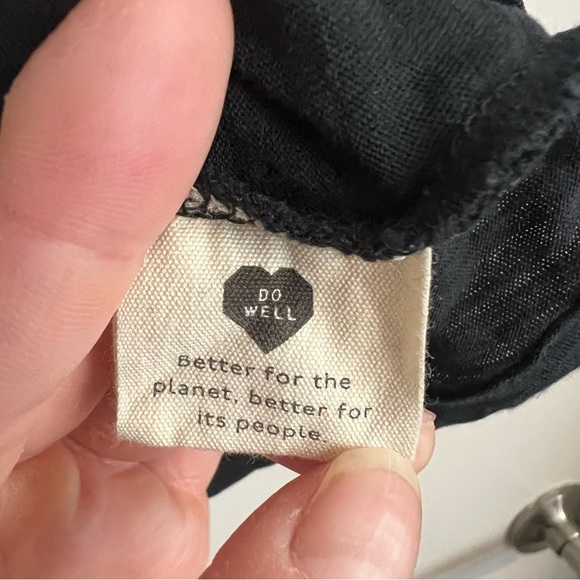 DO
WELL
Better for the
planet, better for
its people.